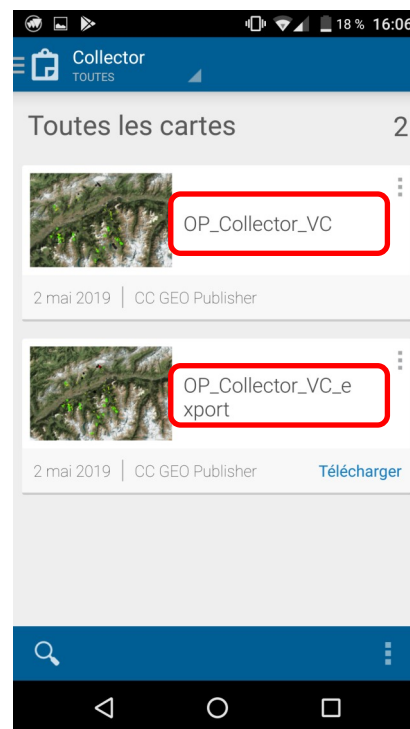 18 % 16:06
Collector
TOUTES
Toutes les cartes 2
OP_Collector_VC
2 mai 2019 | CC GEO Publisher
OP_Collector_VC_e
xport
2 mai 2019 | CC GEO Publisher Télécharger